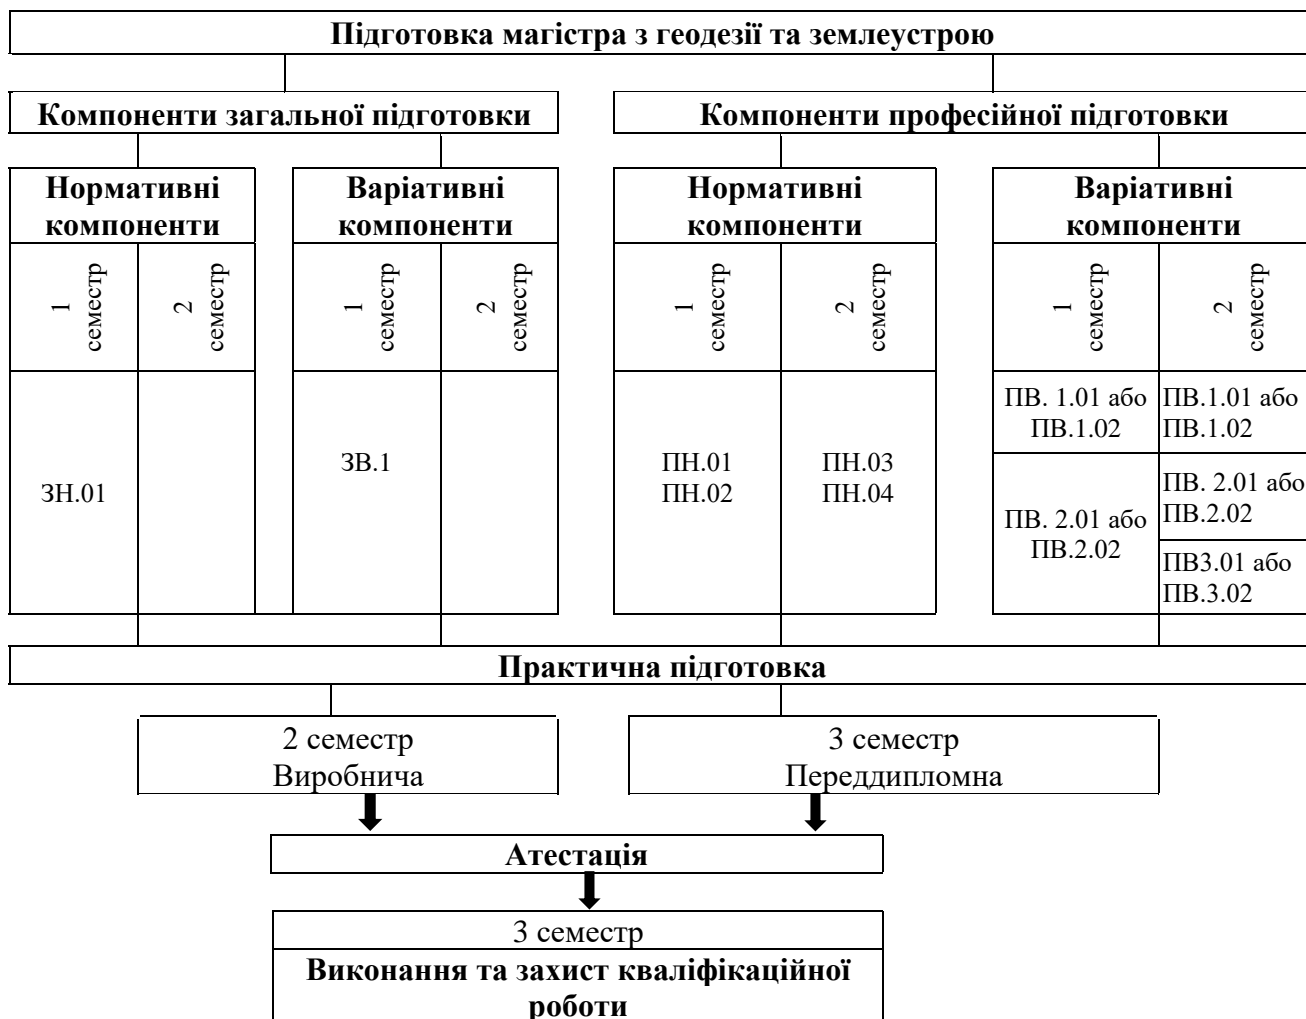 Підготовка магістра з геодезії та землеустрою
Компоненти загальної підготовки
Компоненти професійної підготовки
Нормативні
компоненти
Варіативні
компоненти
Нормативні
компоненти
Варіативні
компоненти
1
семестр
2
семестр
1
семестр
2
семестр
1
семестр
2
семестр
1
семестр
2
семестр
ЗН.01
ЗВ.1
ПН.01
ПН.02
ПН.03
ПН.04
ПВ. 1.01 або
ПВ.1.02
ПВ.1.01 або
ПВ.1.02
ПВ. 2.01 або
ПВ.2.02
ПВ. 2.01 або
ПВ.2.02
ПВ3.01 або
ПВ.3.02
Практична підготовка
2 семестр
Виробнича
3 семестр
Переддипломна
Атестація
3 семестр
Виконання та захист кваліфікаційної
роботи